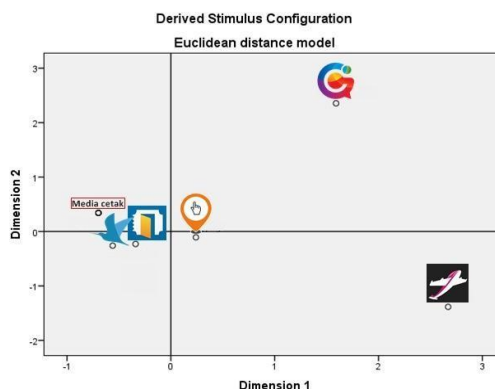 Derived Stimulus Configuration
Euclidean distance model
3
2
1
0
-1
-2
Dimension 2
Media cetak
-1
0
1
2
3
Dimension 1